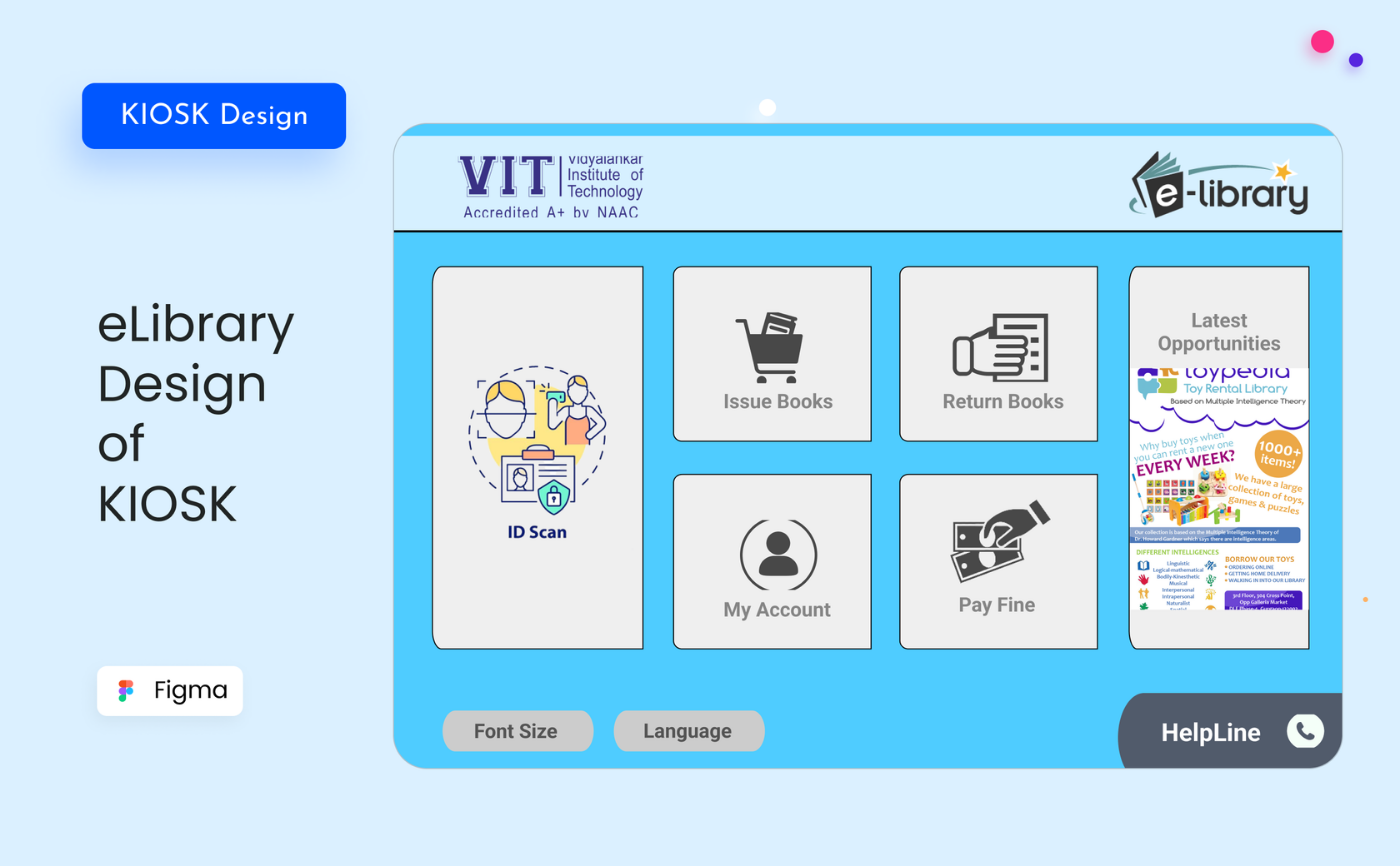 KIOSK Design
eLibrary
Design
of
KIOSK
Figma
VIT
Vidyalankar
Institute of
Technology
Accredited A+ by NAAC
e-library
ID Scan
Issue Books
Return Books
My Account
Pay Fine
Latest
Opportunities
toypedia
Toy Rental Library
Based on Multiple Intelligence Theory
Why buy toys when
you can rent a new one
EVERY WEEK?
1000+
items!
We have a large
collection of toys,
games & puzzles
Our collection is based on the Multiple Intelligence Theory of
Dr. Howard Gardner which says there are Intelligence areas.
DIFFERENT INTELLIGENCES
Linguistic
Logical mathematical
Bodily Kinesthetic
Musical
Interpersonal
Intrapersonal
Naturalist
BORROW OUR TOYS
• ORDERING ONLINE
• GETTING HOME DELIVERY
• WALKING IN INTO OUR LIBRARY
3rd Floor, 304 Cross Point,
Opp Galleria Market
Font Size
Language
HelpLine